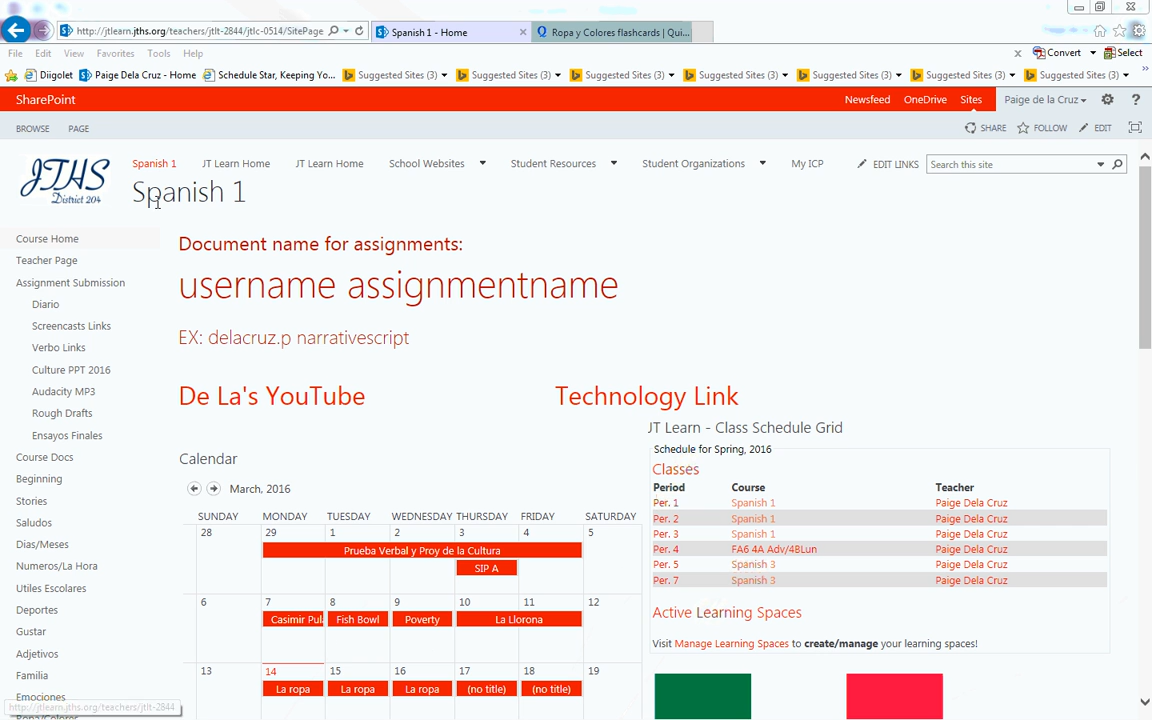 http://jtlearn.jths.org/teachers/jtlt-2844/jtlc-0514/SitePage
Spanish 1 - Home
Ropa y Colores flashcards | Qui...
File Edit View Favorites Tools Help
Convert Select
Diigolet Paige Dela Cruz - Home Schedule Star, Keeping Yo... Suggested Sites (3) Suggested Sites (3) Suggested Sites (3) Suggested Sites (3) Suggested Sites (3) Suggested Sites (3) Suggested Sites (3)
SharePoint
Newsfeed OneDrive Sites Paige de la Cruz ?
BROWSE PAGE
SHARE FOLLOW EDIT
JTHS
District 204
Spanish 1 JT Learn Home JT Learn Home School Websites Student Resources Student Organizations My ICP EDIT LINKS Search this site
Spanish 1
Course Home
Teacher Page
Assignment Submission
Diario
Screencasts Links
Verbo Links
Culture PPT 2016
Audacity MP3
Rough Drafts
Ensayos Finales
Course Docs
Beginning
Stories
Saludos
Dias/Meses
Numeros/La Hora
Utiles Escolares
Deportes
Gustar
Adjetivos
Familia
Emociones
http://jtlearn.jths.org/teachers/jtlt-2844
Document name for assignments:
username assignmentname
EX: delacruz.p narrativescript
De La's YouTube
Technology Link
Calendar
March, 2016
SUNDAY MONDAY TUESDAY WEDNESDAY THURSDAY FRIDAY SATURDAY
28 29 1 2 3 4 5
Prueba Verbal y Proy de la Cultura
SIP A
6 7 8 9 10 11 12
Casimir Pul Fish Bowl Poverty La Llorona
13 14 15 16 17 18 19
La ropa La ropa La ropa (no title) (no title)
JT Learn - Class Schedule Grid
Schedule for Spring, 2016
Classes
Period Course Teacher
Per. 1 Spanish 1 Paige Dela Cruz
Per. 2 Spanish 1 Paige Dela Cruz
Per. 3 Spanish 1 Paige Dela Cruz
Per. 4 FA6 4A Adv/4BLun Paige Dela Cruz
Per. 5 Spanish 3 Paige Dela Cruz
Per. 7 Spanish 3 Paige Dela Cruz
Active Learning Spaces
Visit Manage Learning Spaces to create/manage your learning spaces!